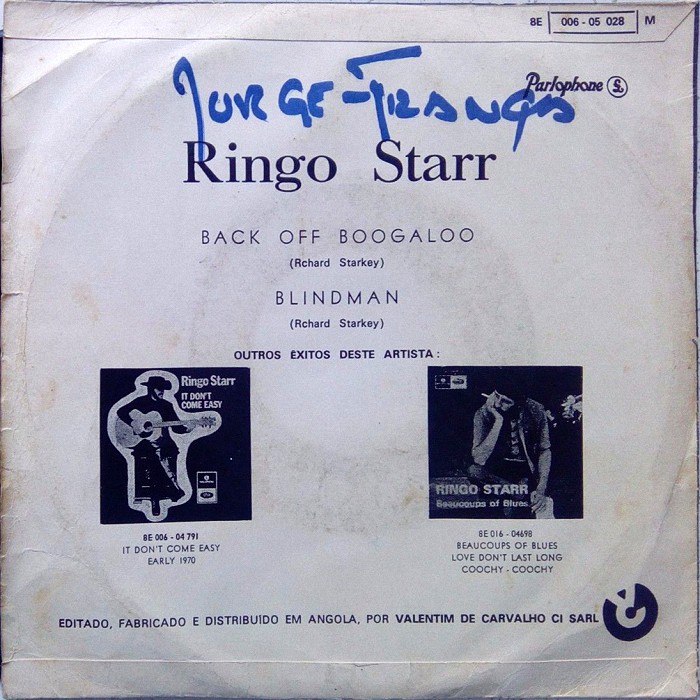 8E 006 - 05 028 M
Parlophone
JORGE-FRANÇA
Ringo Starr
BACK OFF BOOGALOO
(Rchard Starkey)
BLINDMAN
(Rchard Starkey)
OUTROS ÊXITOS DESTE ARTISTA :
Ringo Starr
IT DON'T
COME EASY
8E 006 - 04 791
IT DON'T COME EASY
EARLY 1970
RINGO STARR
Beaucoups of Blues
8E 016 - 04698
BEAUCOUPS OF BLUES
LOVE DON'T LAST LONG
COOCHY - COOCHY
EDITADO, FABRICADO E DISTRIBUIDO EM ANGOLA, POR VALENTIM DE CARVALHO CI SARL